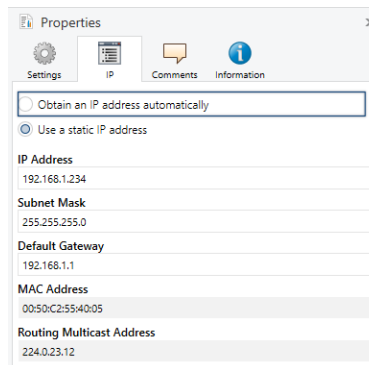 Properties
Settings
IP
Comments
Information
Obtain an IP address automatically
Use a static IP address
IP Address
192.168.1.234
Subnet Mask
255.255.255.0
Default Gateway
192.168.1.1
MAC Address
00:50:C2:55:40:05
Routing Multicast Address
224.0.23.12